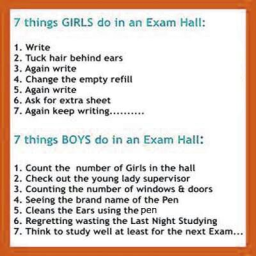 7 things GIRLS do in an Exam Hall:
1. Write
2. Tuck hair behind ears
3. Again write
4. Change the empty refill
5. Again write
6. Ask for extra sheet
7. Again keep writing..........
7 things BOYS do in an Exam Hall:
1. Count the number of Girls in the hall
2. Check out the young lady supervisor
3. Counting the number of windows & doors
4. Seeing the brand name of the Pen
5. Cleans the Ears using the pen
6. Regretting wasting the Last Night Studying
7. Think to study well at least for the next Exam...